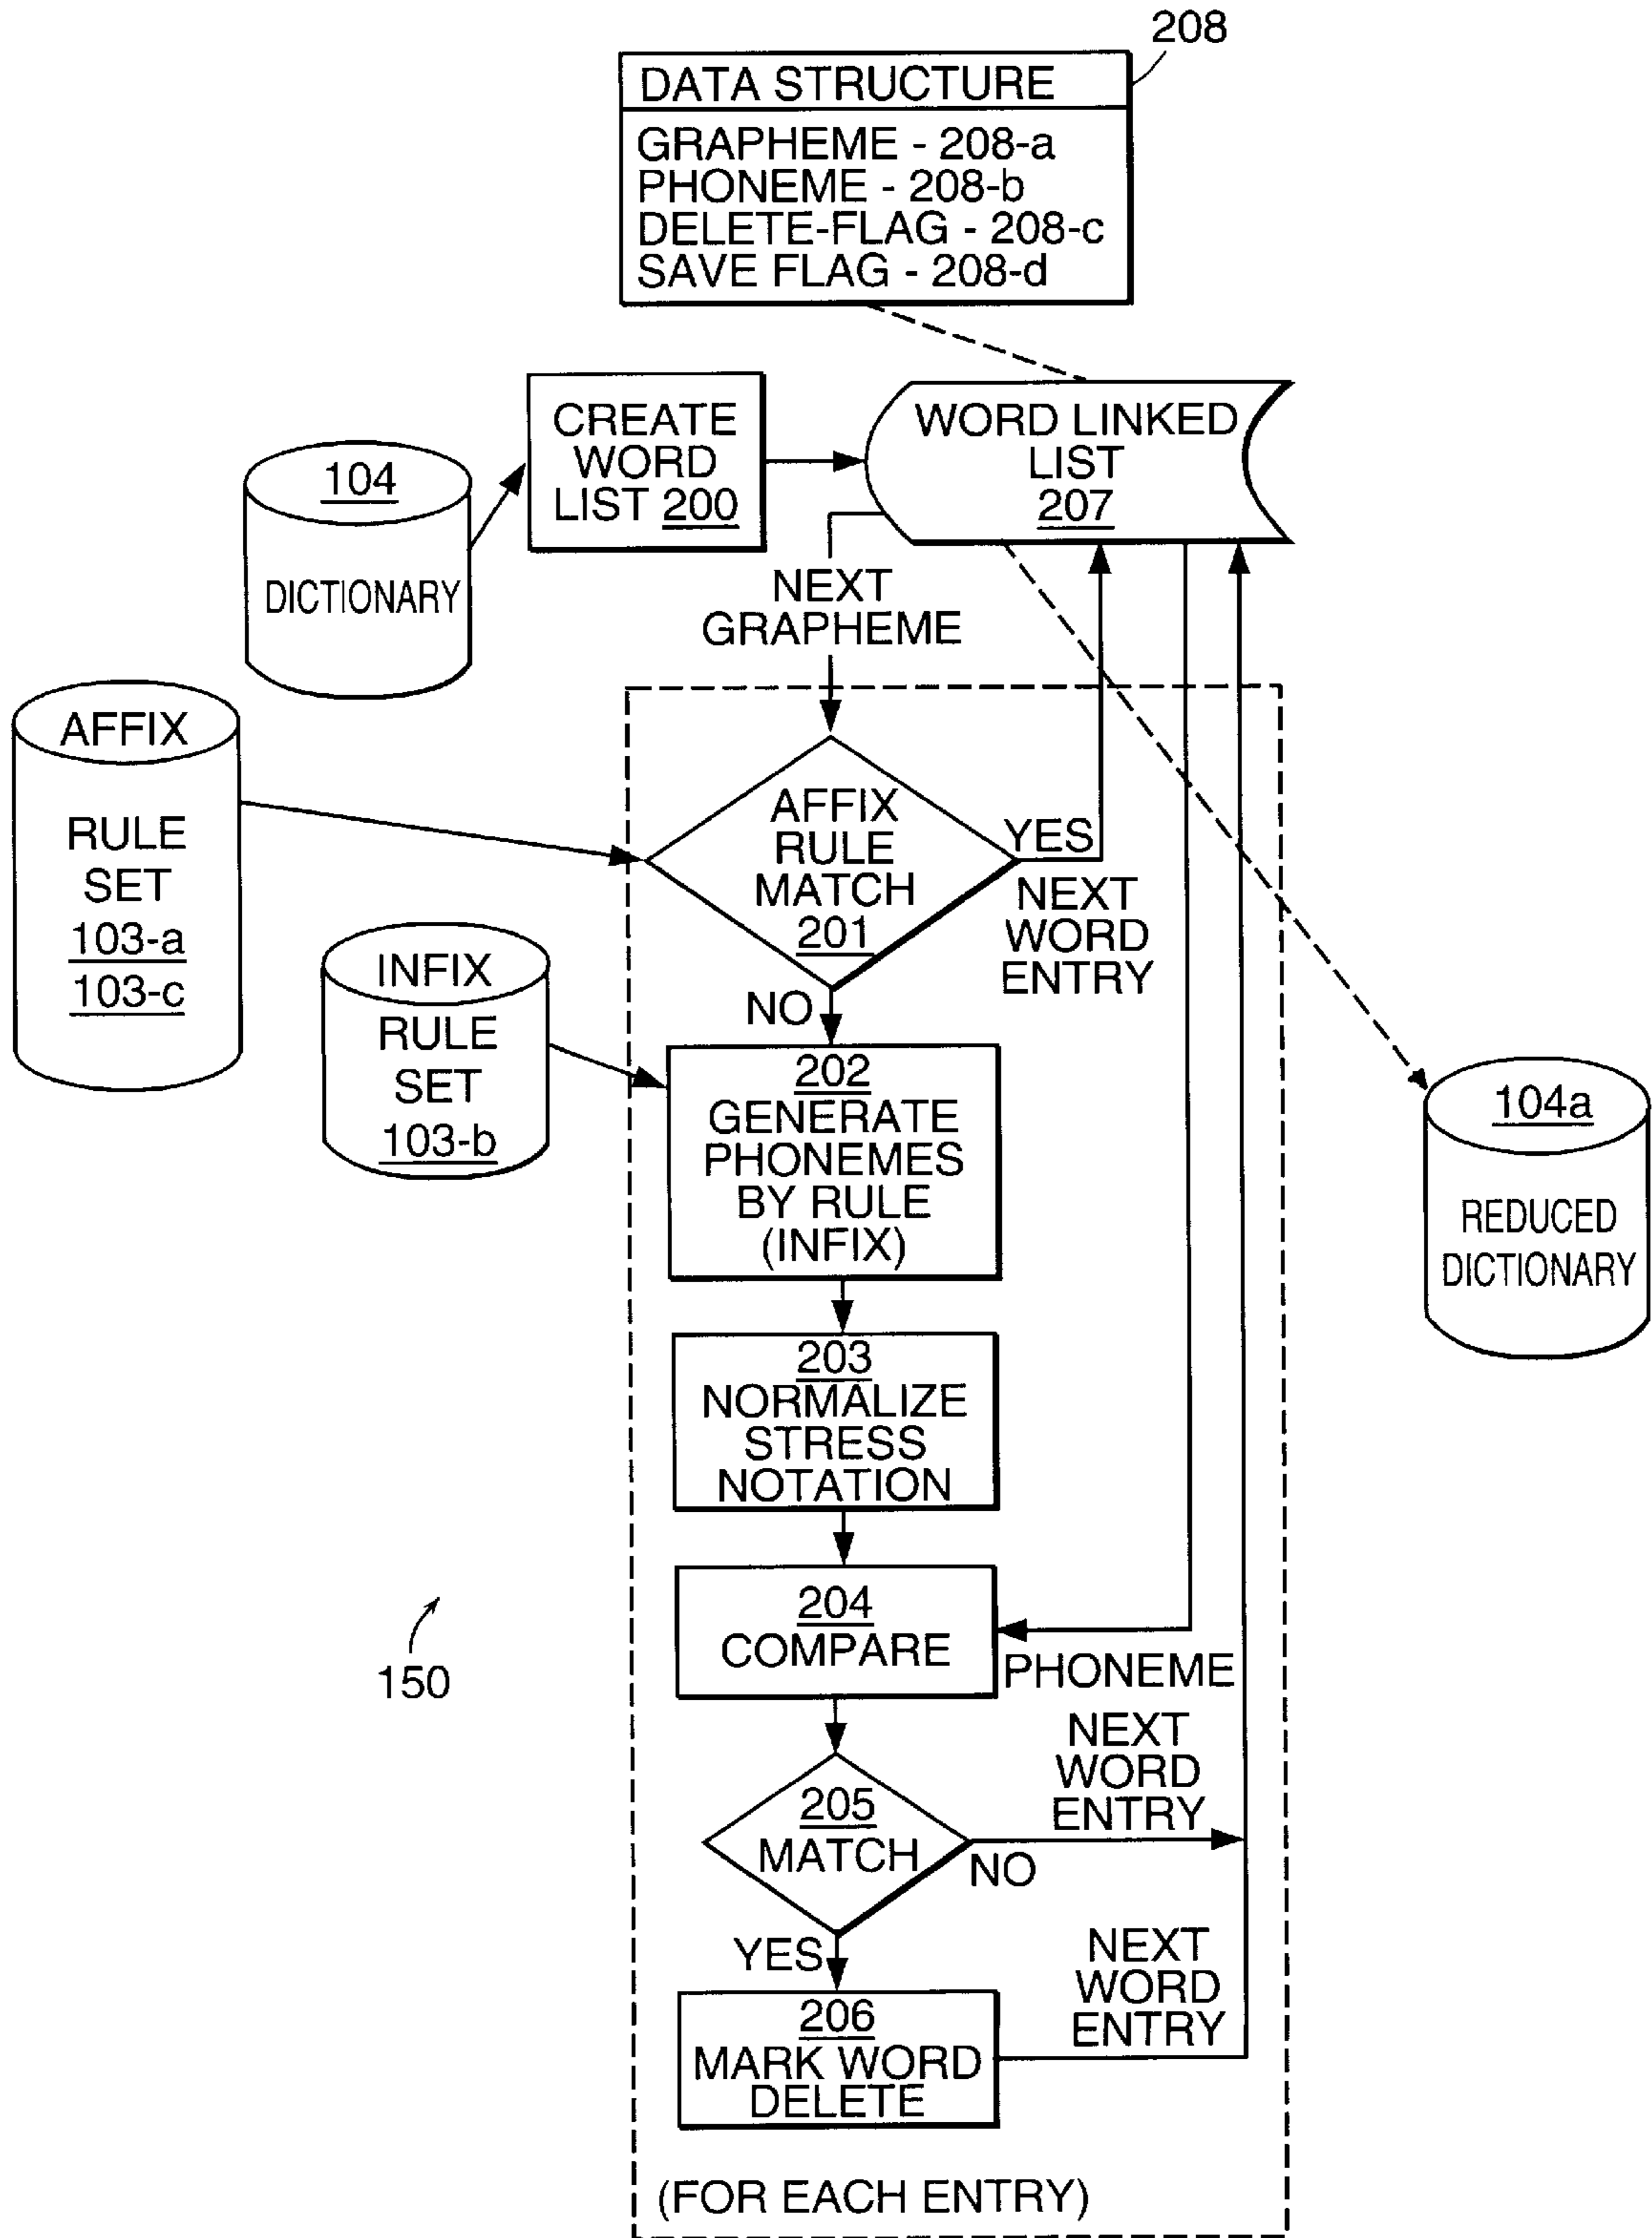 208
DATA STRUCTURE
GRAPHEME - 208-a
PHONEME - 208-b
DELETE-FLAG - 208-c
SAVE FLAG - 208-d
CREATE
WORD
LIST 200
WORD LINKED
LIST
207
104
DICTIONARY
NEXT
GRAPHEME
AFFIX
RULE
SET
103-a
103-c
AFFIX
RULE
MATCH
201
YES
NEXT
WORD
ENTRY
NO
INFIX
RULE
SET
103-b
202
GENERATE
PHONEMES
BY RULE
(INFIX)
104a
REDUCED
DICTIONARY
203
NORMALIZE
STRESS
NOTATION
204
COMPARE
PHONEME
150
NEXT
WORD
ENTRY
205
MATCH
NO
YES
NEXT
WORD
ENTRY
206
MARK WORD
DELETE
(FOR EACH ENTRY)